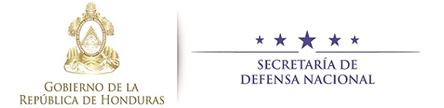 GOBIERNO DE LA
REPÚBLICA DE HONDURAS
SECRETARÍA DE
DEFENSA NACIONAL